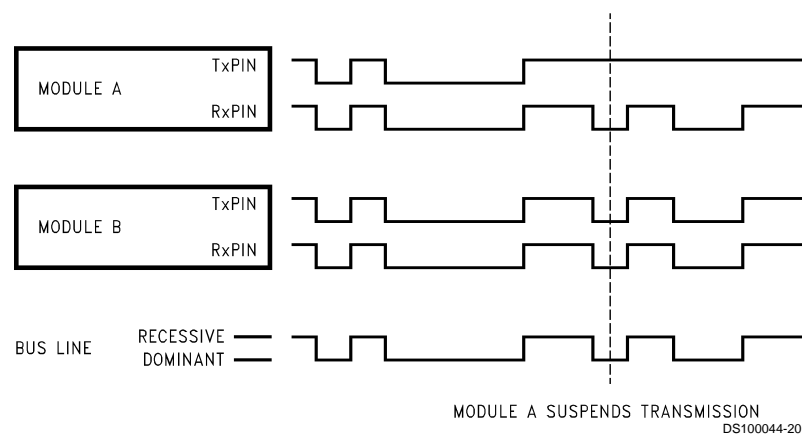 TxPIN
MODULE A
RxPIN
TxPIN
MODULE B
RxPIN
RECESSIVE
BUS LINE
DOMINANT
MODULE A SUSPENDS TRANSMISSION
DS100044-20